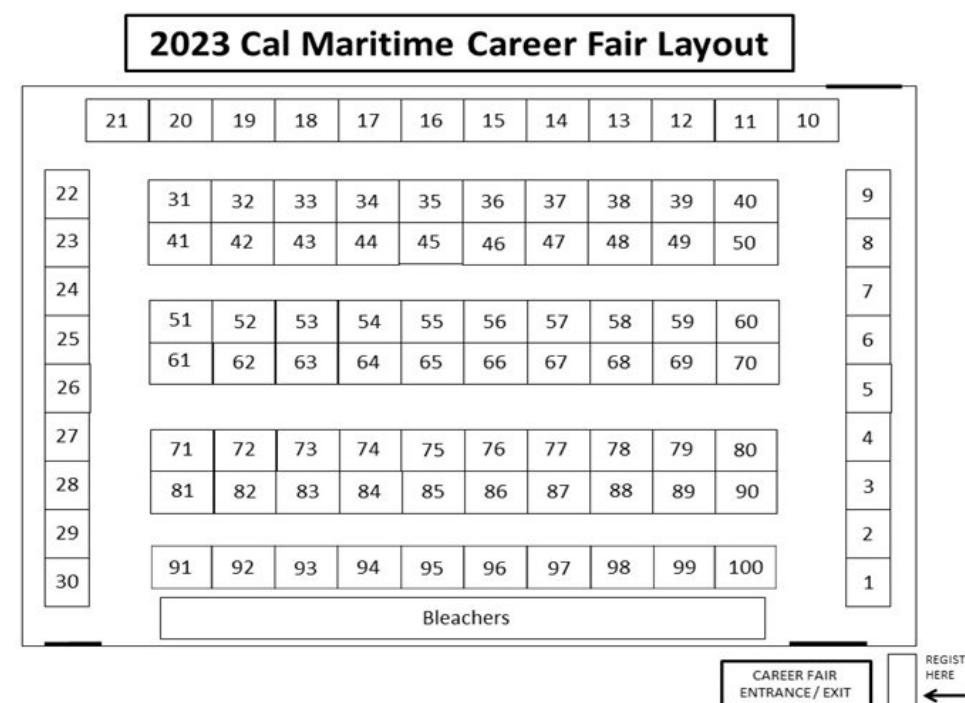 2023 Cal Maritime Career Fair Layout
21 20 19 18 17 16 15 14 13 12 11 10
22
23
24
25
26
27
28
29
30
31 32 33 34 35 36 37 38 39 40
41 42 43 44 45 46 47 48 49 50
51 52 53 54 55 56 57 58 59 60
61 62 63 64 65 66 67 68 69 70
71 72 73 74 75 76 77 78 79 80
81 82 83 84 85 86 87 88 89 90
91 92 93 94 95 96 97 98 99 100
Bleachers
9
8
7
6
5
4
3
2
1
CAREER FAIR
ENTRANCE / EXIT
REGIST
HERE